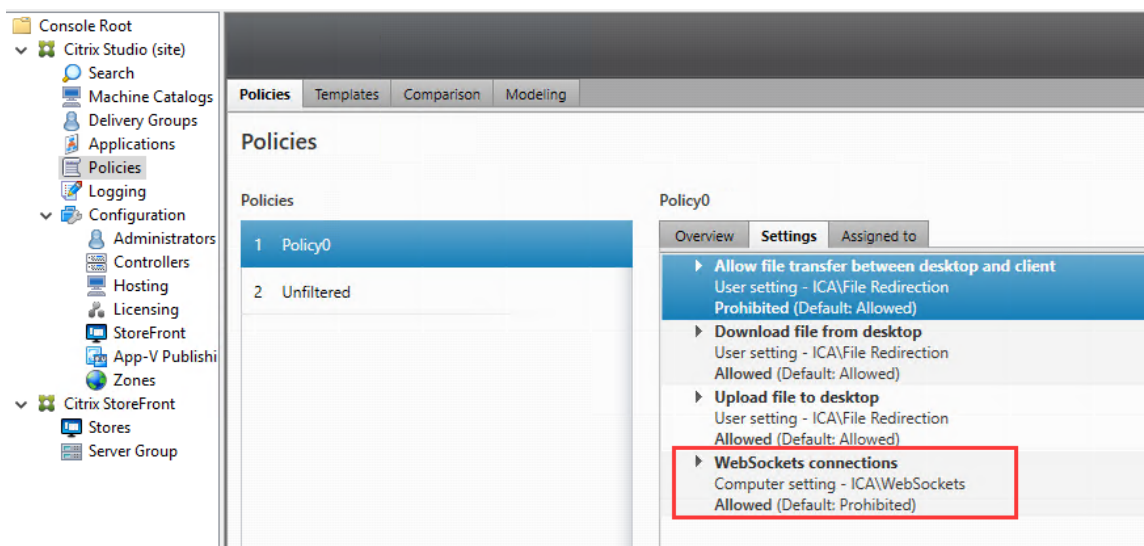 Console Root
Citrix Studio (site)
Search
Machine Catalogs
Delivery Groups
Applications
Policies
Logging
Configuration
Administrators
Controllers
Hosting
Licensing
StoreFront
App-V Publishi
Zones
Citrix StoreFront
Stores
Server Group
Policies Templates Comparison Modeling
Policies
Policies
1 Policy0
2 Unfiltered
Policy0
Overview Settings Assigned to
Allow file transfer between desktop and client
User setting - ICA\File Redirection
Prohibited (Default: Allowed)
Download file from desktop
User setting - ICA\File Redirection
Allowed (Default: Allowed)
Upload file to desktop
User setting - ICA\File Redirection
Allowed (Default: Allowed)
WebSockets connections
Computer setting - ICA\WebSockets
Allowed (Default: Prohibited)